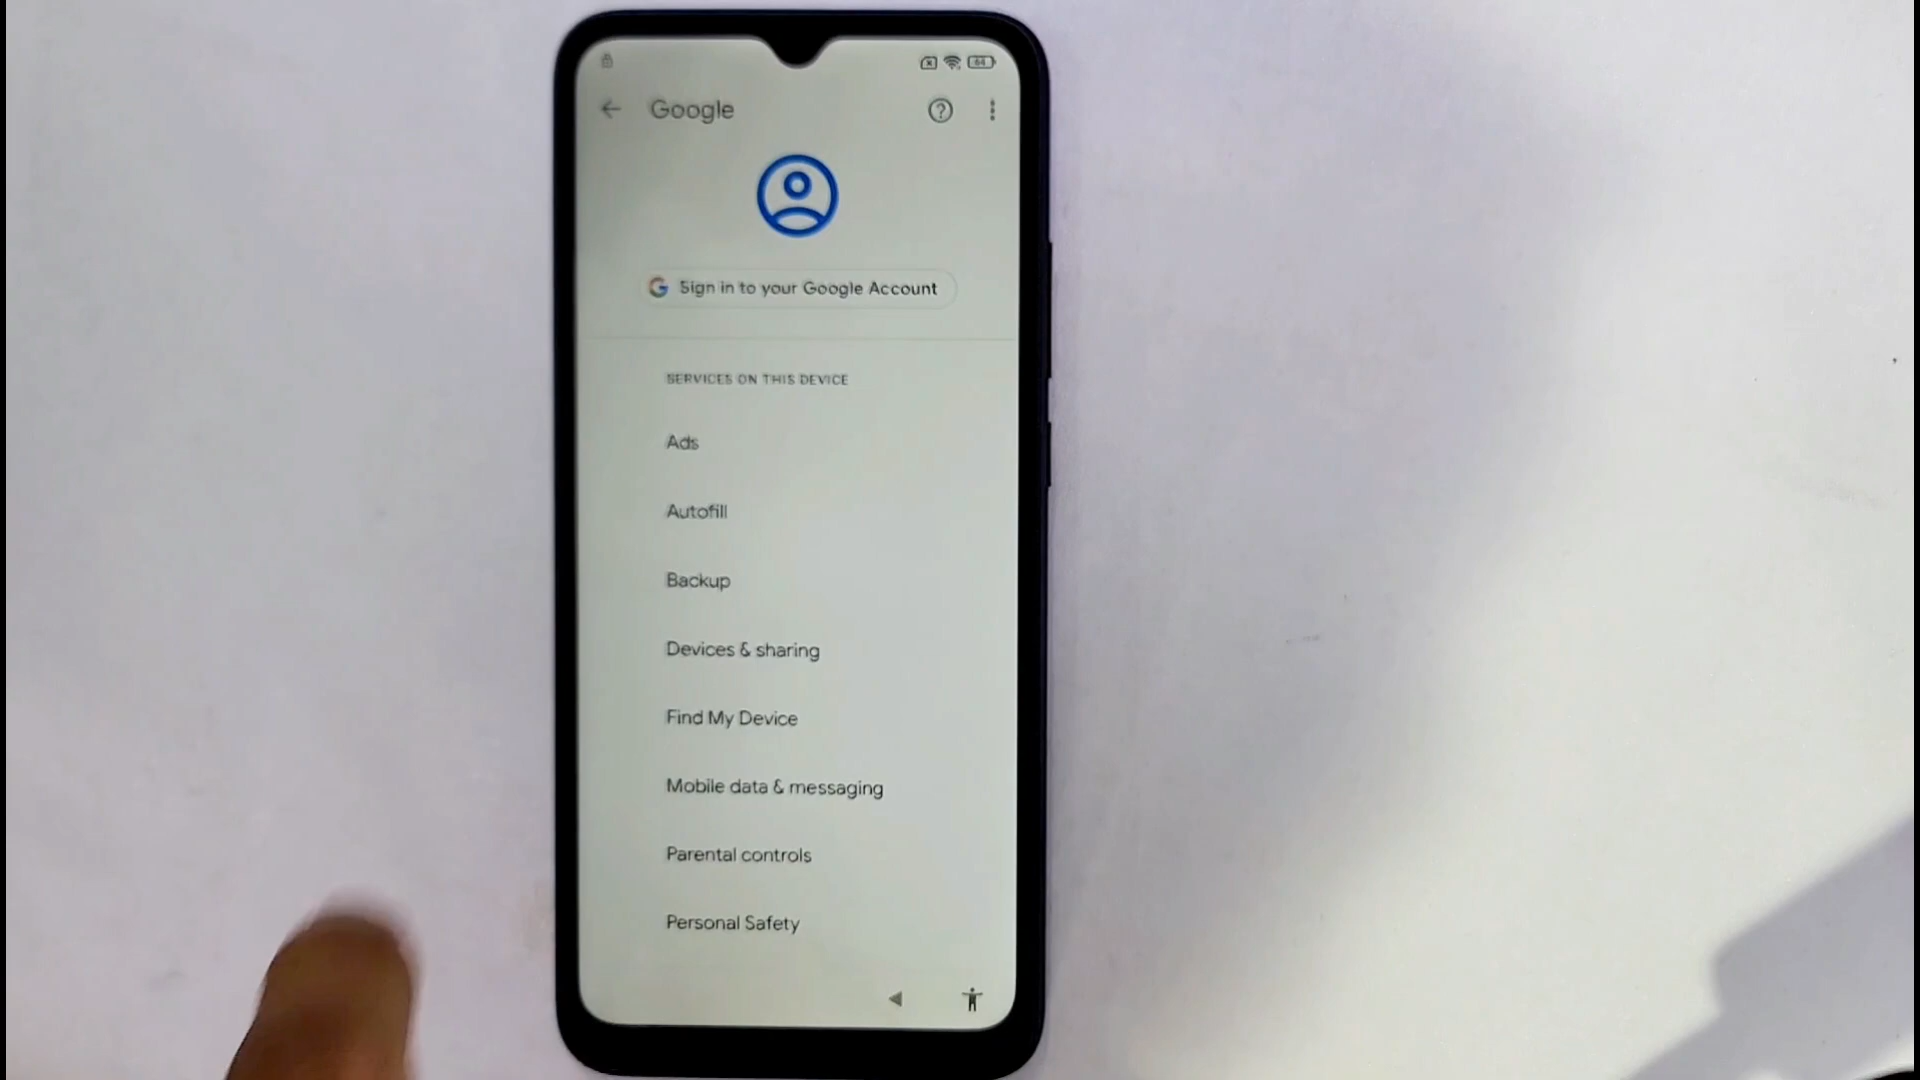 64
Google
Sign in to your Google Account
SERVICES ON THIS DEVICE
Ads
Autofill
Backup
Devices & sharing
Find My Device
Mobile data & messaging
Parental controls
Personal Safety